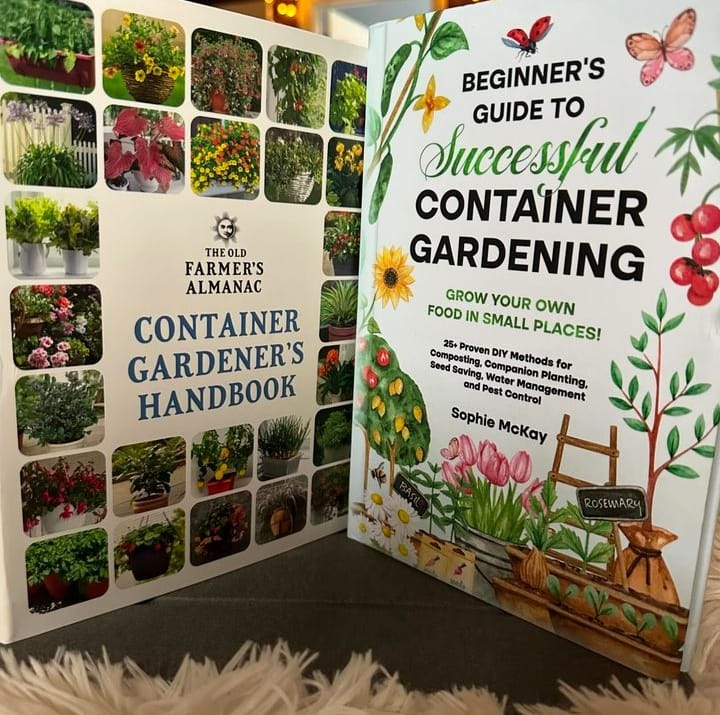 THE OLD
FARMER'S
ALMANAC
CONTAINER
GARDENER'S
HANDBOOK
BEGINNER'S
GUIDE TO
Successful
CONTAINER
GARDENING
GROW YOUR OWN
FOOD IN SMALL PLACES!
25+ Proven DIY Methods for
Composting, Companion Planting,
Seed Saving, Water Management
and Pest Control
Sophie McKay
BASIL
ROSEMARY